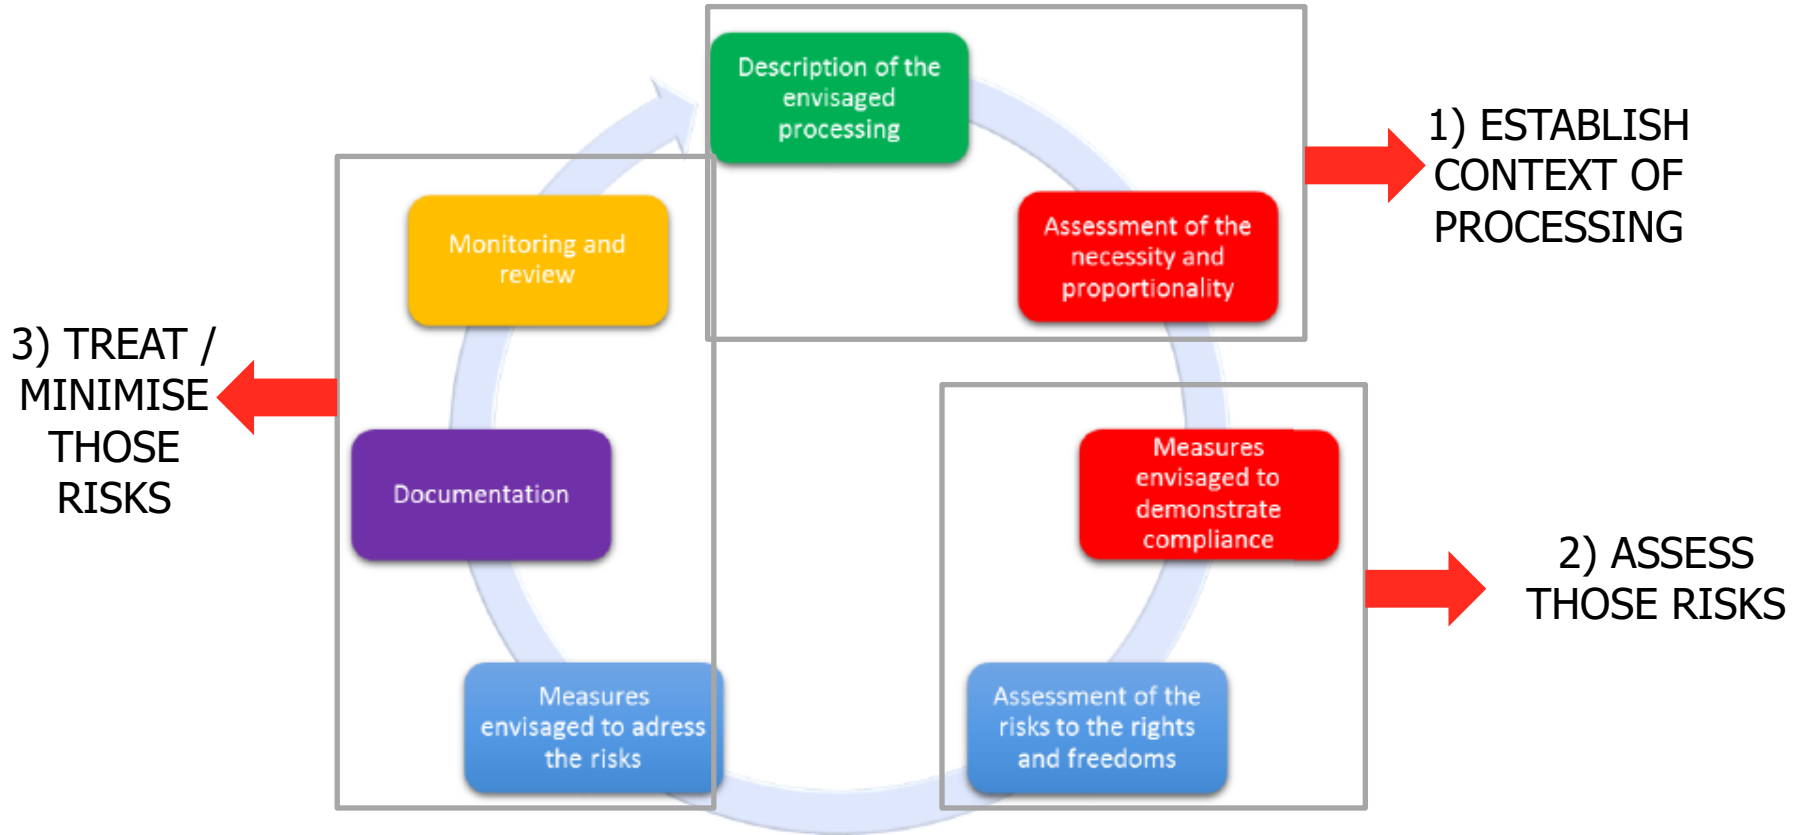 Description of the
envisaged
processing
1) ESTABLISH
CONTEXT OF
PROCESSING
Assessment of the
necessity and
proportionality
Monitoring and
review
3) TREAT /
MINIMISE
THOSE
RISKS
Measures
envisaged to
demonstrate
compliance
Documentation
2) ASSESS
THOSE RISKS
Assessment of the
risks to the rights
and freedoms
Measures
envisaged to adress
the risks